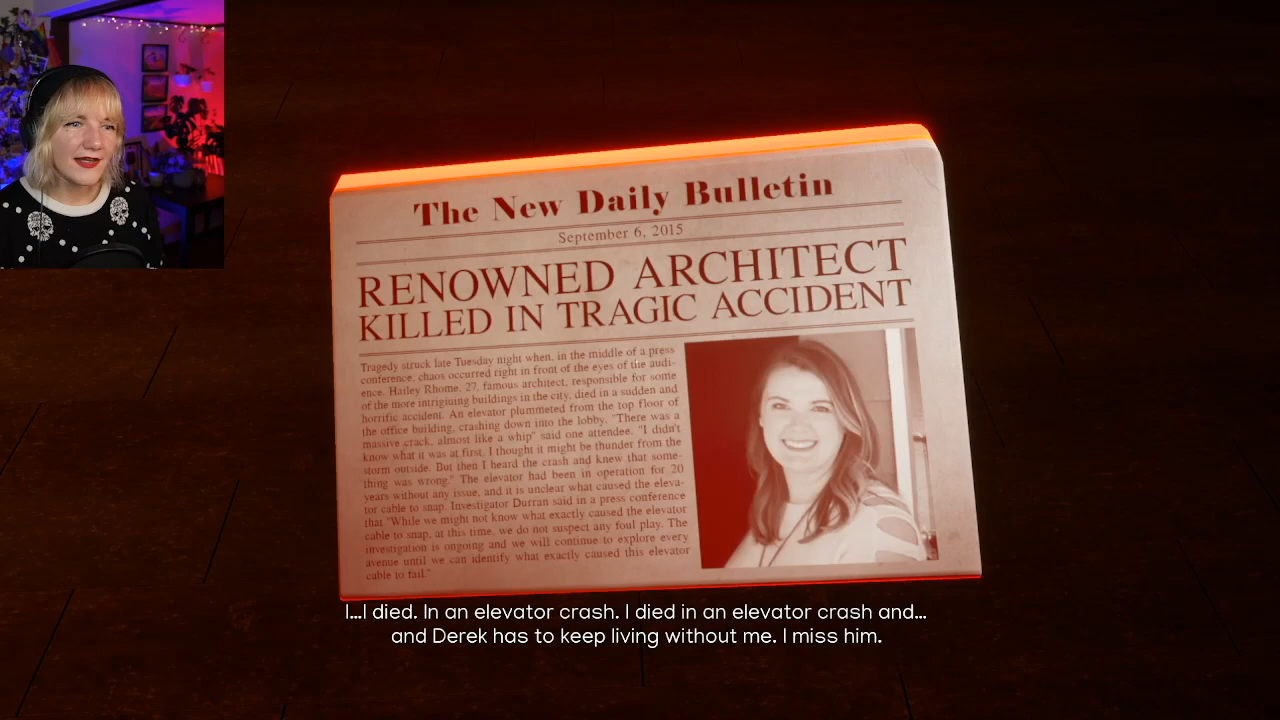 The New Daily Bulletin
September 6, 2015
RENOWNED ARCHITECT
KILLED IN TRAGIC ACCIDENT
Tragedy struck late Tuesday night when, in the middle of a press
conference, chaos occurred right in front of the eyes of the audi-
ence. Hailey Rhome, 27, famous architect, responsible for some
of the more intriguing buildings in the city, died in a sudden and
horrific accident. An elevator plummeted from the top floor of
the office building, crashing down into the lobby. "There was a
massive crack, almost like a whip" said one attendee. "I didn't
know what it was at first, I thought it might be thunder from the
storm outside. But then I heard the crash and knew that some-
thing was wrong." The elevator had been in operation for 20
years without any issue, and it is unclear what caused the eleva-
tor cable to snap. Investigator Durran said in a press conference
that "While we might not know what exactly caused the elevator
cable to snap, at this time, we do not suspect any foul play. The
investigation is ongoing and we will continue to explore every
avenue until we can identify what exactly caused this elevator
cable to fail."
I...I died. In an elevator crash. I died in an elevator crash and...
and Derek has to keep living without me. I miss him.